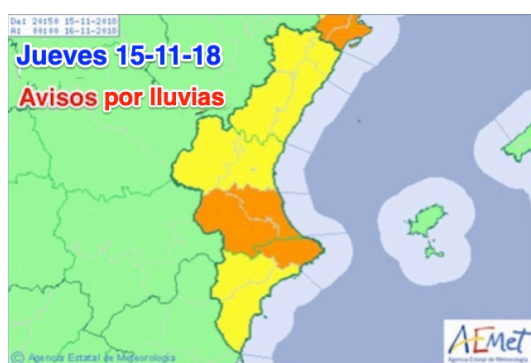 De: 20:50 15-11-2018
A: 00:00 16-11-2018
Jueves 15-11-18
Avisos por lluvias
© Agencia Estatal de Meteorología
AEMet
Agencia Estatal de Meteorología